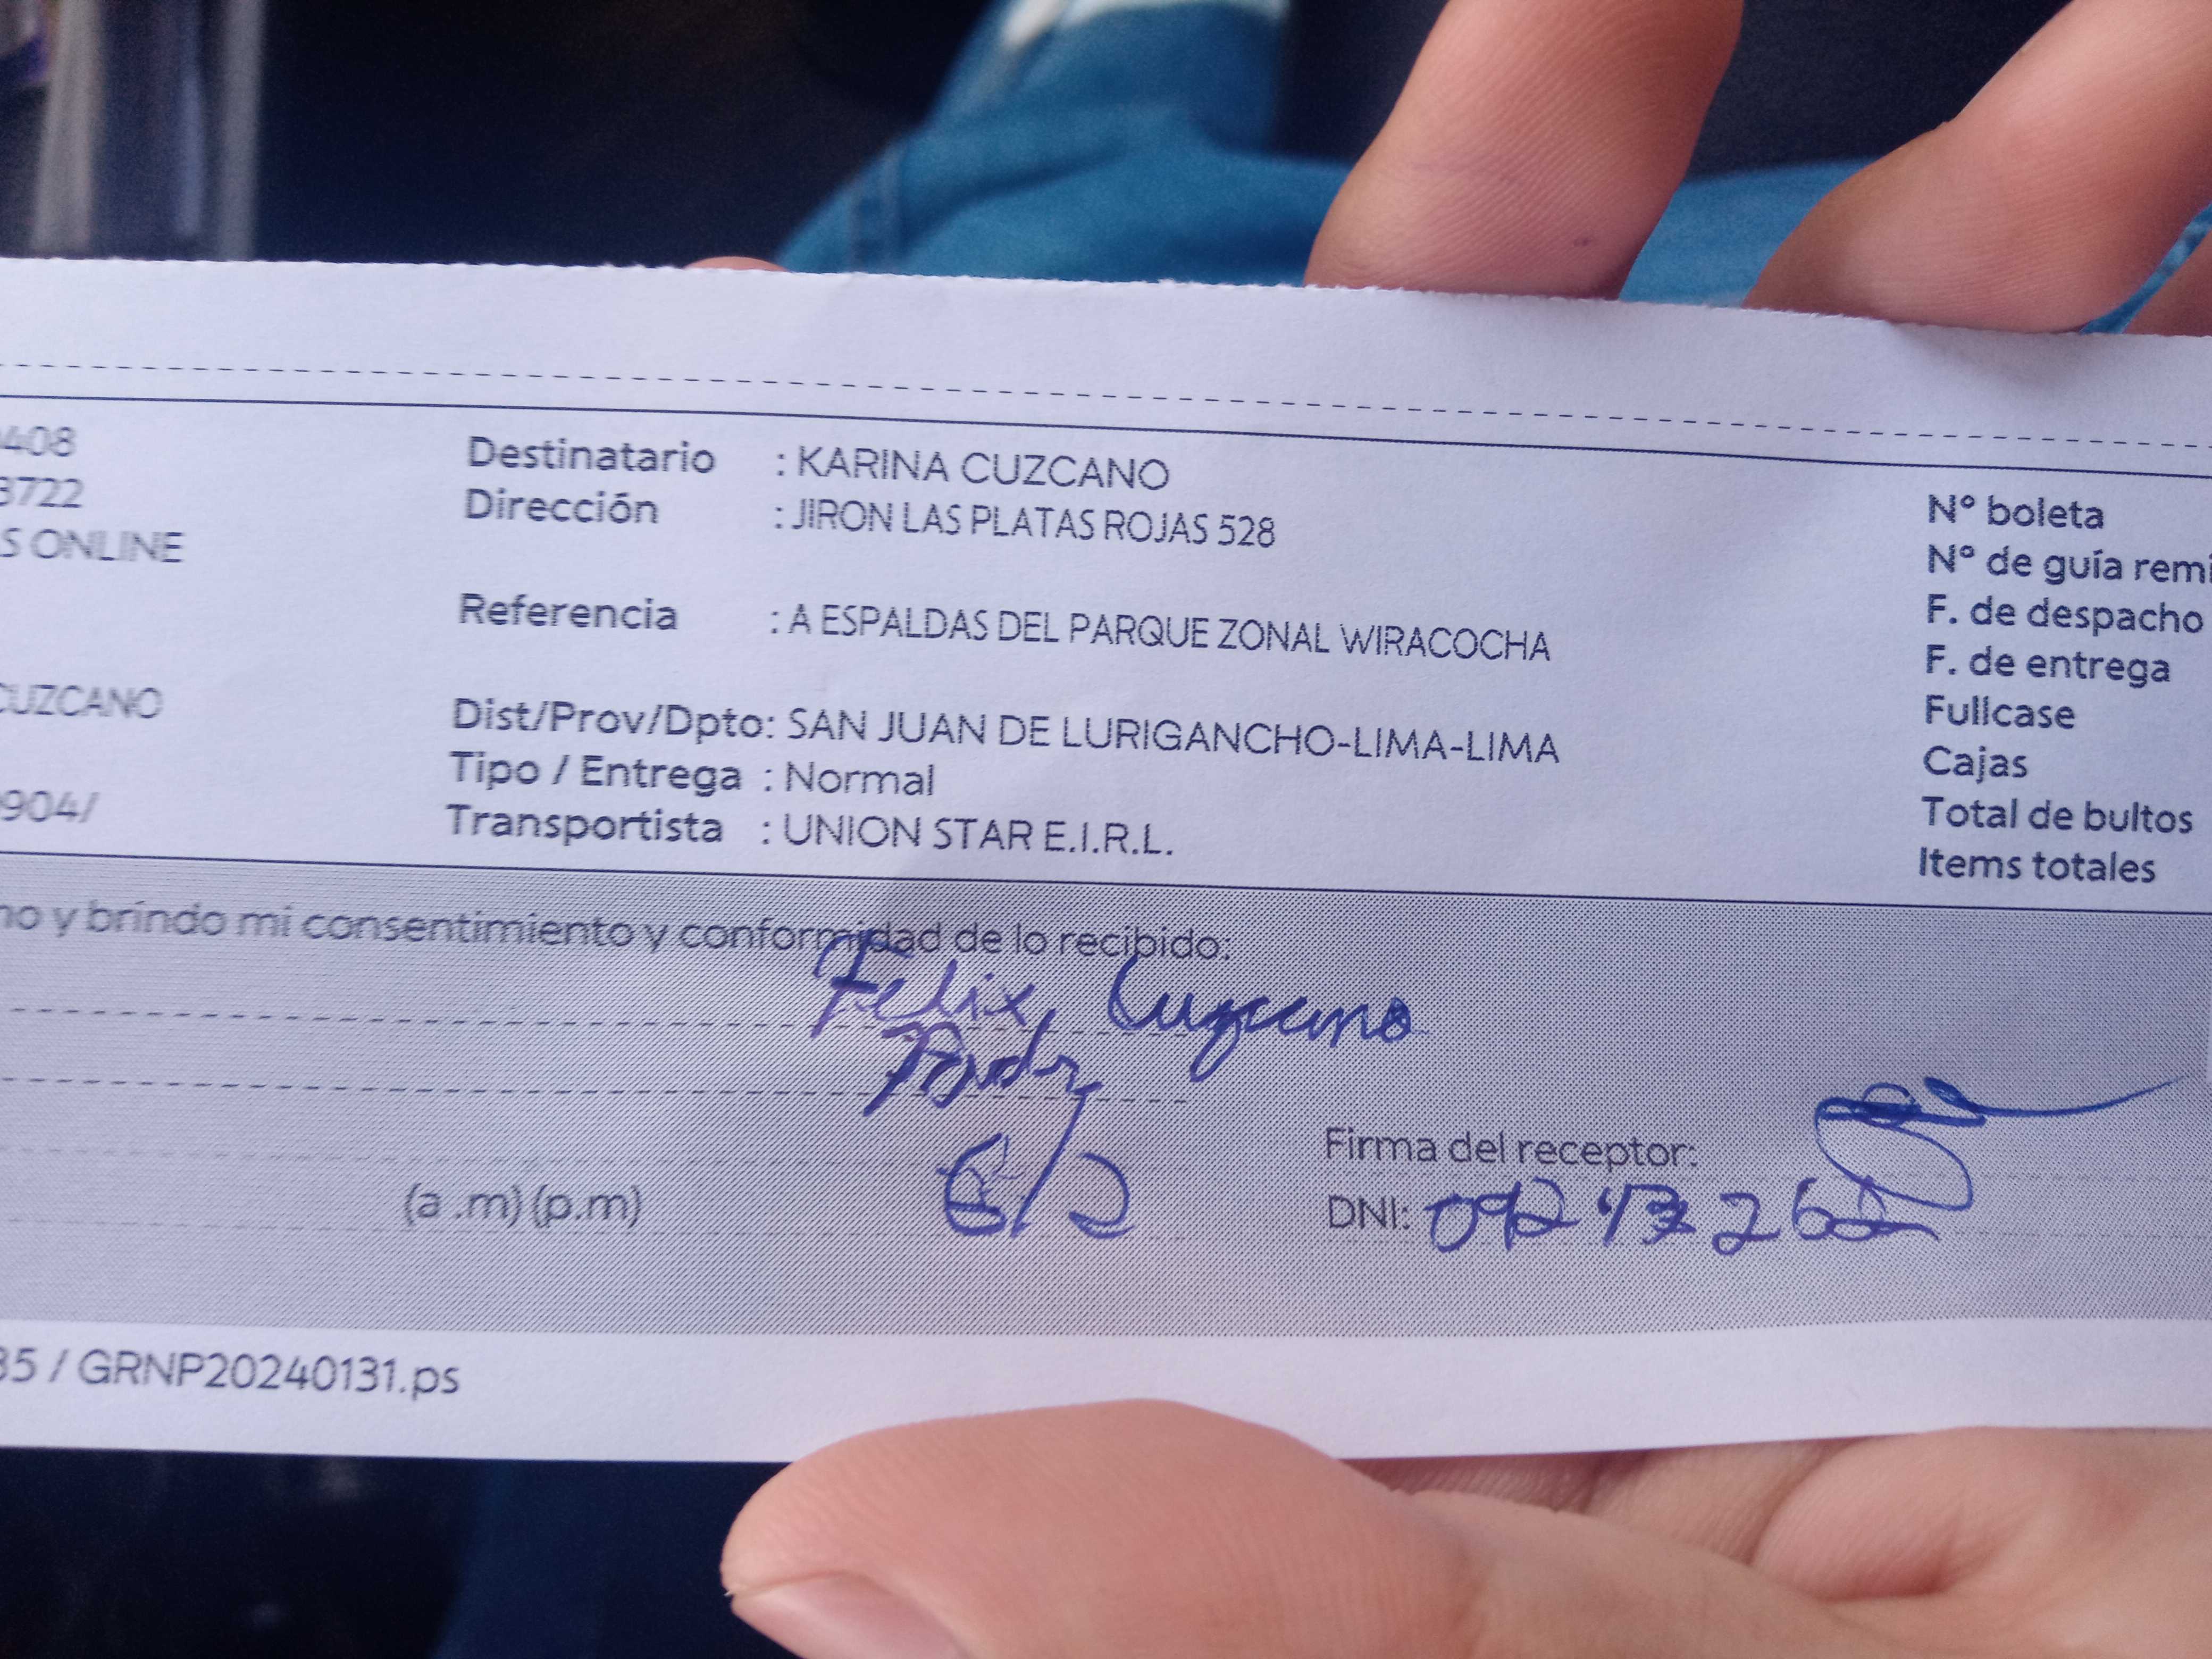 408
3722
S ONLINE
CUZCANO
904/
Destinatario : KARINA CUZCANO
Dirección : JIRON LAS PLATAS ROJAS 528
Referencia : A ESPALDAS DEL PARQUE ZONAL WIRACOCHA
Dist/Prov/Dpto: SAN JUAN DE LURIGANCHO-LIMA-LIMA
Tipo / Entrega : Normal
Transportista : UNION STAR E.I.R.L.
Nº boleta
Nº de guía remi
F. de despacho
F. de entrega
Fullcase
Cajas
Total de bultos
Items totales
no y brindo mi consentimiento y conformidad de lo recibido:
Felix Cuzcano
(a .m) (p.m)
Firma del receptor:
DNI:
35 / GRNP20240131.ps